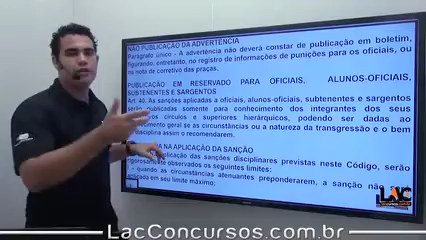 NÃO PUBLICAÇÃO DA ADVERTÊNCIA
Parágrafo único - A advertência não deverá constar de publicação em boletim,
figurando, entretanto, no registro de informações de punições para os oficiais, ou
na nota de corretivo das praças.
PUBLICAÇÃO EM RESERVADO PARA OFICIAIS, ALUNOS-OFICIAIS,
SUBTENENTES E SARGENTOS
Art. 40. As sanções aplicadas a oficiais, alunos-oficiais, subtenentes e sargentos
serão publicadas somente para conhecimento dos integrantes dos seus
círculos e superiores hierárquicos, podendo ser dadas ao
geral se as circunstâncias ou a natureza da transgressão e o bem
disciplina assim o recomendarem.
NA APLICAÇÃO DA SANÇÃO
aplicação das sanções disciplinares previstas neste Código, serão
rigorosamente observados os seguintes limites:
quando as circunstâncias atenuantes preponderarem, a sanção não
aplicada em seu limite máximo;
LAC
LacConcursos.com.br